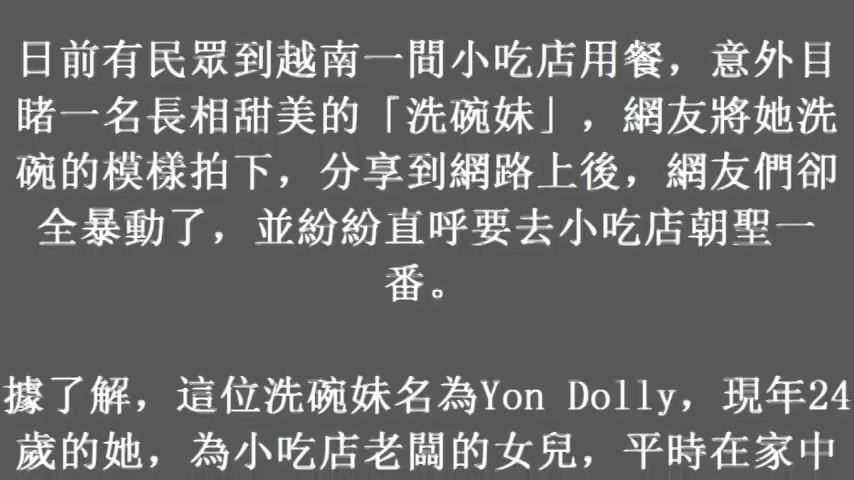 日前有民眾到越南一間小吃店用餐，意外目
睹一名長相甜美的「洗碗妹」，網友將她洗
碗的模樣拍下，分享到網路上後，網友們卻
全暴動了，並紛紛直呼要去小吃店朝聖一
番。
據了解，這位洗碗妹名為Yon Dolly，現年24
歲的她，為小吃店老闆的女兒，平時在家中